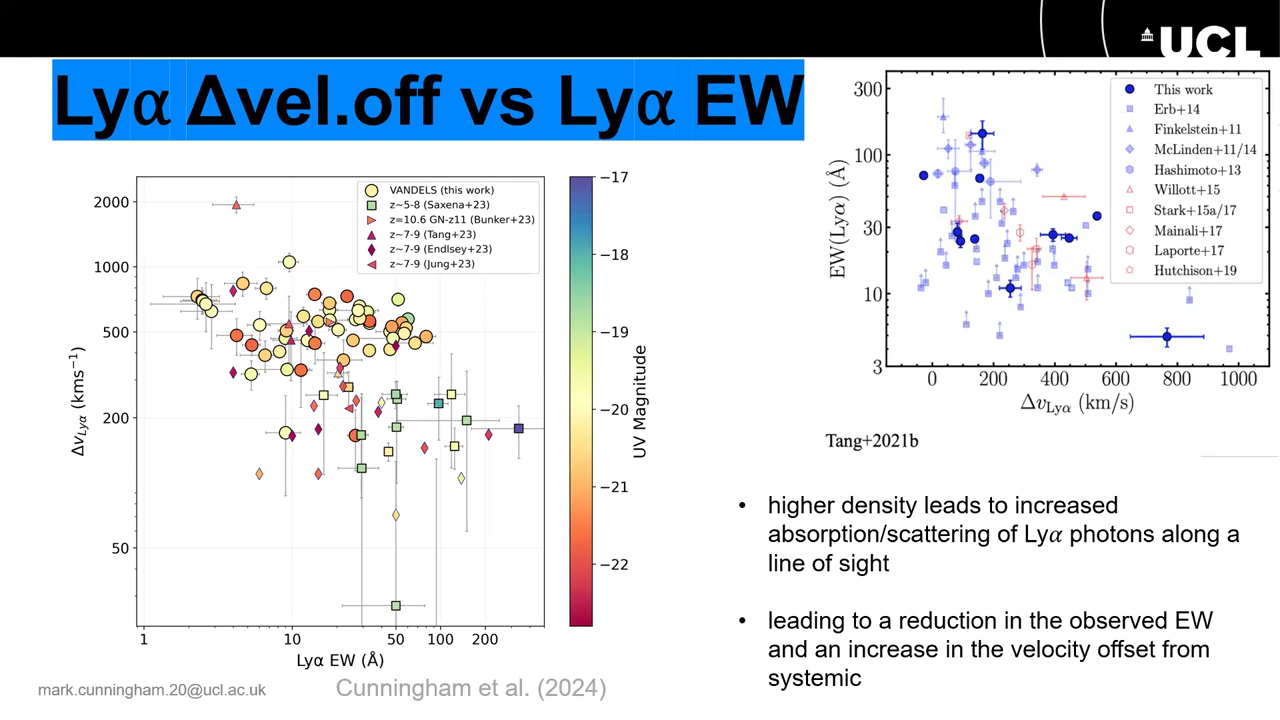 UCL
Lyα Δvel.off vs Lyα EW
2000
1000
500
200
50
1
10
50
100
200
Δv_Lyα (kms⁻¹)
Lyα EW (Å)
VANDELS (this work)
z~5-8 (Saxena+23)
z=10.6 GN-z11 (Bunker+23)
z~7-9 (Tang+23)
z~7-9 (Endlsey+23)
z~7-9 (Jung+23)
−17
−18
−19
−20
−21
−22
UV Magnitude
300
100
30
10
3
0
200
400
600
800
1000
EW(Lyα) (Å)
Δv_Lyα (km/s)
This work
Erb+14
Finkelstein+11
McLinden+11/14
Hashimoto+13
Willott+15
Stark+15a/17
Mainali+17
Laporte+17
Hutchison+19
Tang+2021b
• higher density leads to increased
absorption/scattering of Lyα photons along a
line of sight
• leading to a reduction in the observed EW
and an increase in the velocity offset from
systemic
mark.cunningham.20@ucl.ac.uk
Cunningham et al. (2024)